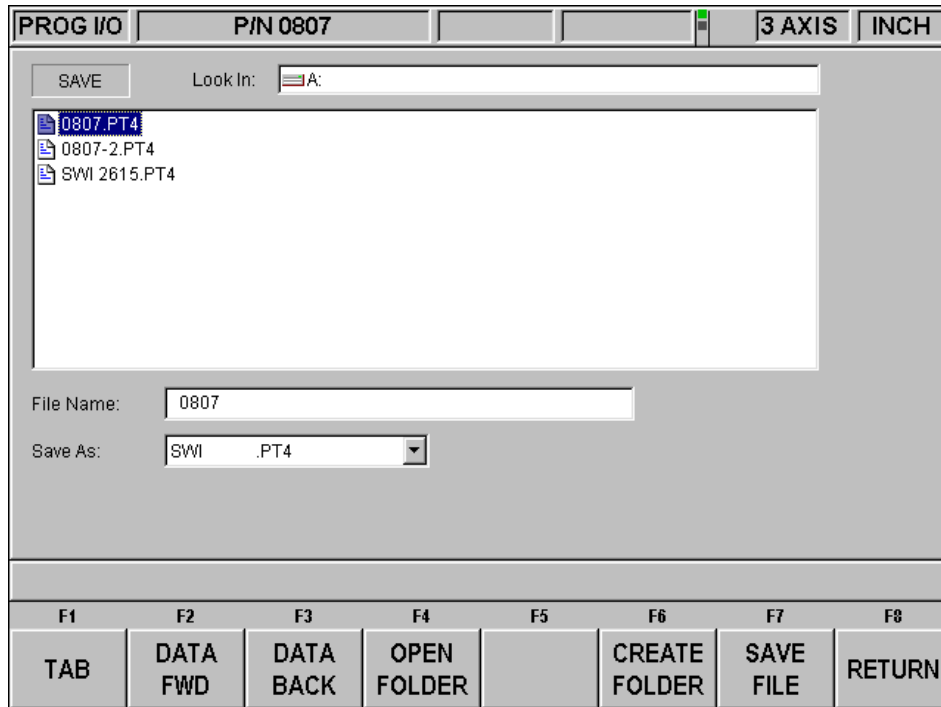 PROG I/O P/N 0807 3 AXIS INCH
SAVE Look In: A:
0807.PT4
0807-2.PT4
SWI 2615.PT4
File Name: 0807
Save As: SWI .PT4
F1 F2 F3 F4 F5 F6 F7 F8
TAB DATA FWD DATA BACK OPEN FOLDER CREATE FOLDER SAVE FILE RETURN